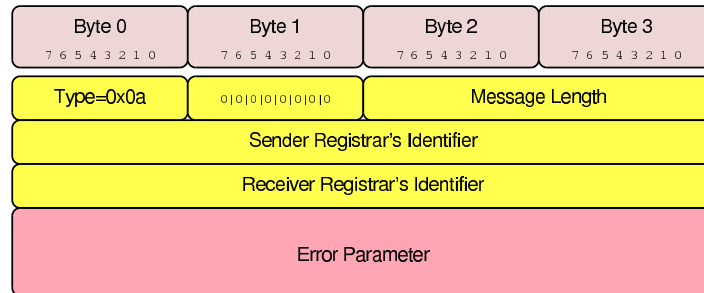 Byte 0 Byte 1 Byte 2 Byte 3
7 6 5 4 3 2 1 0 7 6 5 4 3 2 1 0 7 6 5 4 3 2 1 0 7 6 5 4 3 2 1 0
Type=0x0a 0|0|0|0|0|0|0|0 Message Length
Sender Registrar's Identifier
Receiver Registrar's Identifier
Error Parameter